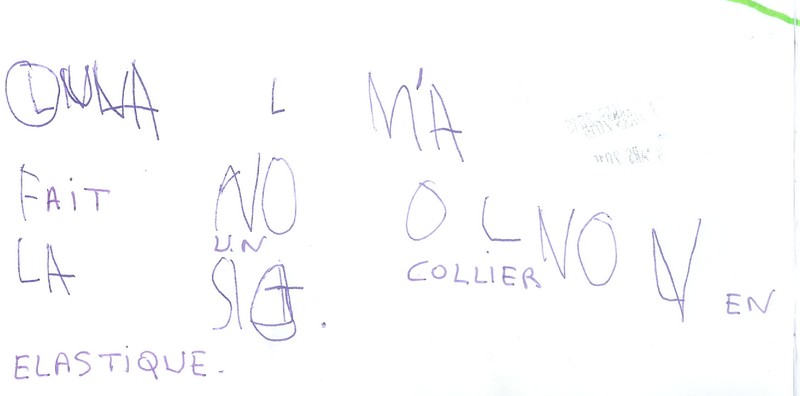 L M'A
FAIT NO O L NO V
UN COLLIER EN
LA
ELASTIQUE.